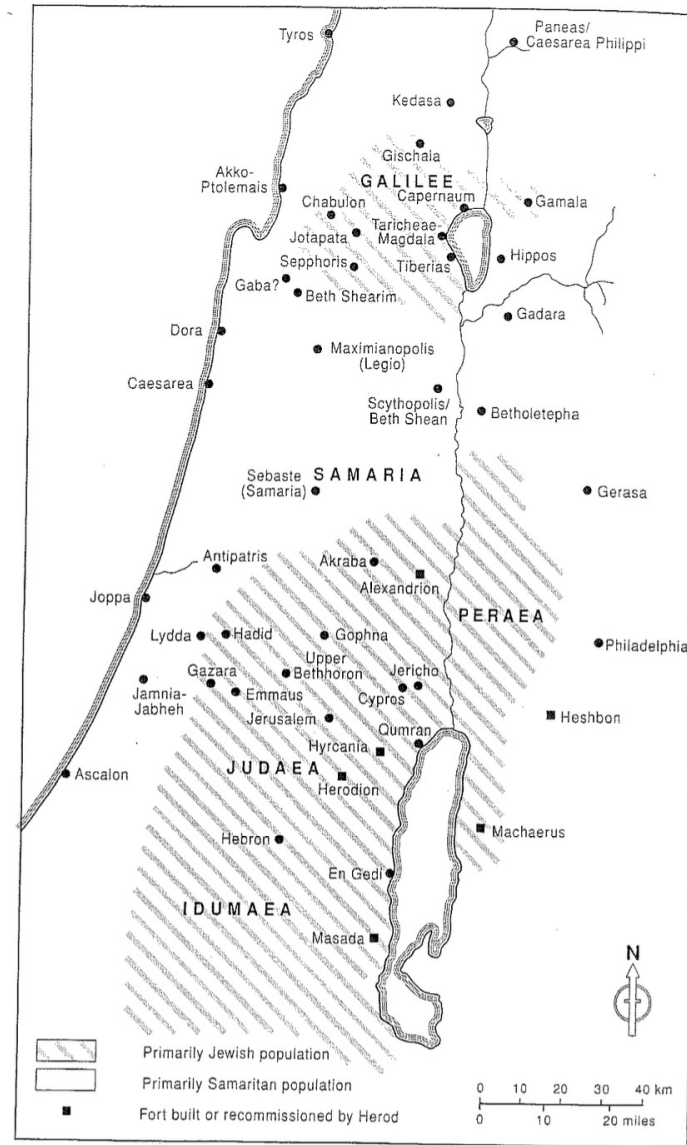 Tyros
Paneas/
Caesarea Philippi
Kedasa
Gischala
GALILEE
Akko-
Ptolemais
Capernaum
Gamala
Chabulon
Taricheae-
Magdala
Jotapata
Sepphoris
Tiberias
Hippos
Gaba?
Beth Shearim
Gadara
Dora
Maximianopolis
(Legio)
Caesarea
Scythopolis/
Beth Shean
Betholetepha
SAMARIA
Sebaste
(Samaria)
Gerasa
Antipatris
Akraba
Alexandrion
Joppa
PERAEA
Lydda
Hadid
Gophna
Philadelphia
Upper
Bethhoron
Gazara
Jericho
Jamnia-
Jabheh
Emmaus
Cypros
Jerusalem
Heshbon
Qumran
Hyrcania
JUDAEA
Ascalon
Herodion
Machaerus
Hebron
En Gedi
IDUMAEA
Masada
N
Primarily Jewish population
Primarily Samaritan population
Fort built or recommissioned by Herod
0 10 20 30 40 km
0 10 20 miles